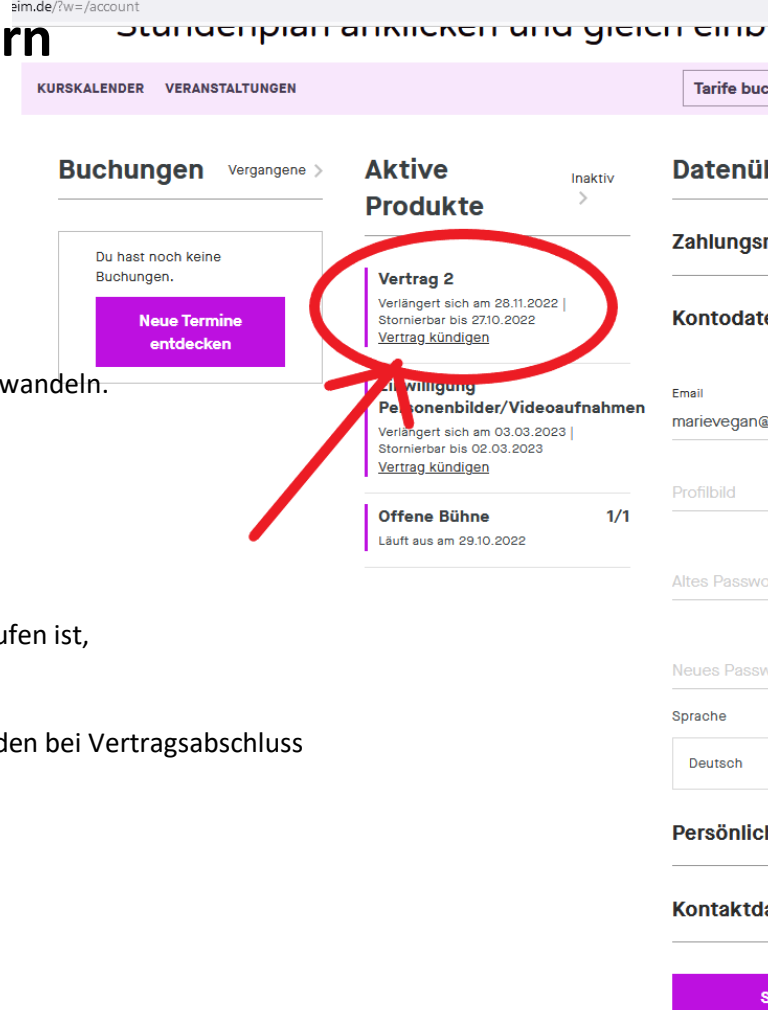 eim.de/?w=/account
Stundenplan anklicken und gleich einb
rn
KURSKALENDER VERANSTALTUNGEN
Tarife buc
Buchungen Vergangene >
Du hast noch keine
Buchungen.
Neue Termine
entdecken
wandeln.
ufen ist,
den bei Vertragsabschluss
Aktive
Produkte
Inaktiv
>
Vertrag 2
Verlängert sich am 28.11.2022 |
Stornierbar bis 27.10.2022
Vertrag kündigen
Einwilligung
Personenbilder/Videoaufnahmen
Verlängert sich am 03.03.2023 |
Stornierbar bis 02.03.2023
Vertrag kündigen
Offene Bühne 1/1
Läuft aus am 29.10.2022
Datenül
Zahlungsr
Kontodate
Email
marievegan@
Profilbild
Altes Passwo
Neues Passw
Sprache
Deutsch
Persönlich
Kontaktda
S